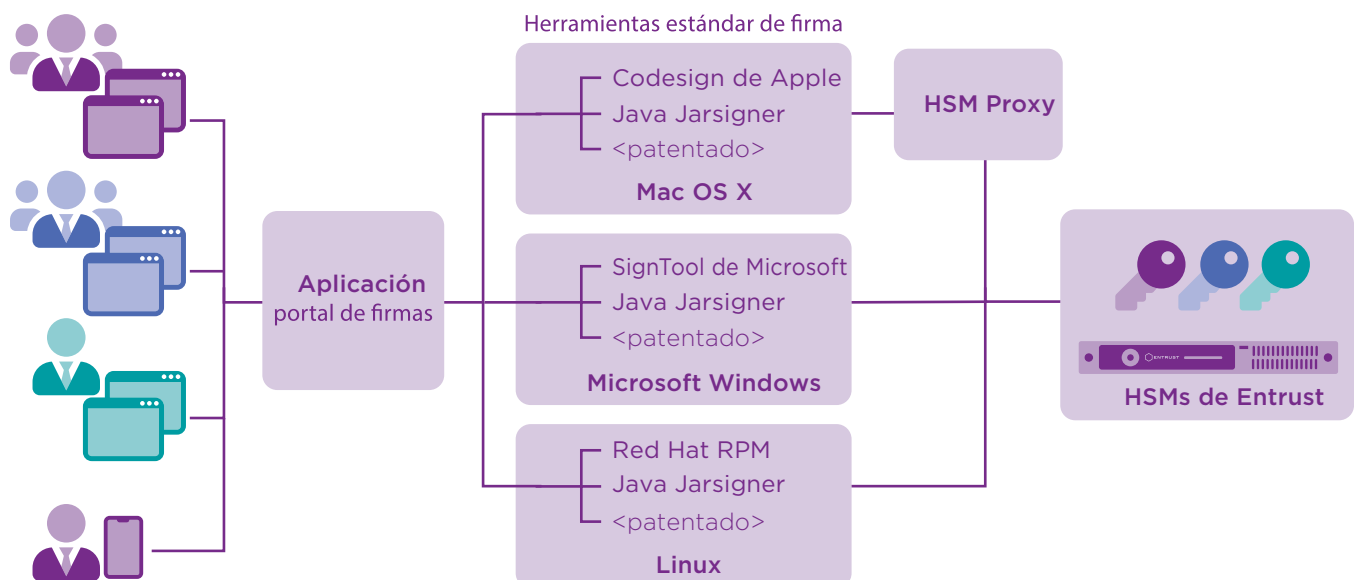 Herramientas estándar de firma
Codesign de Apple
Java Jarsigner
<patentado>
Mac OS X
HSM Proxy
Aplicación
portal de firmas
SignTool de Microsoft
Java Jarsigner
<patentado>
Microsoft Windows
ENTRUST
HSMs de Entrust
Red Hat RPM
Java Jarsigner
<patentado>
Linux